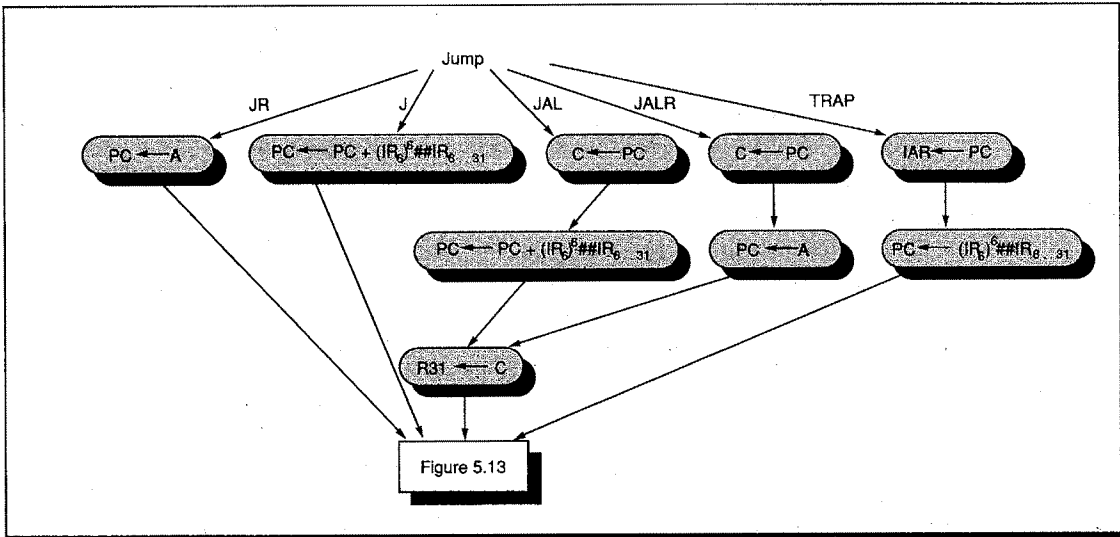 Jump
JR
J
JAL
JALR
TRAP
PC ← A
PC ← PC + (IR₆)⁶##IR₆...₃₁
C ← PC
C ← PC
IAR ← PC
PC ← PC + (IR₆)⁶##IR₆...₃₁
PC ← A
PC ← (IR₆)⁶##IR₆...₃₁
R31 ← C
Figure 5.13